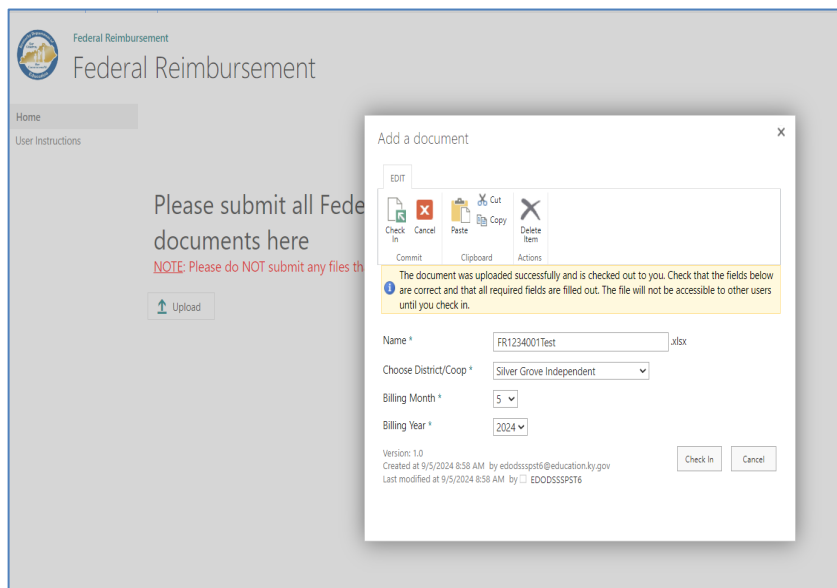 Federal Reimbursement
Federal Reimbursement
Home
User Instructions
Please submit all Fede
documents here
NOTE: Please do NOT submit any files th
Upload
Add a document
EDIT
Check In
Cancel
Paste
Cut
Copy
Delete Item
Commit
Clipboard
Actions
The document was uploaded successfully and is checked out to you. Check that the fields below
are correct and that all required fields are filled out. The file will not be accessible to other users
until you check in.
Name * FR1234001Test .xlsx
Choose District/Coop * Silver Grove Independent
Billing Month * 5
Billing Year * 2024
Version: 1.0
Created at 9/5/2024 8:58 AM by edodssspst6@education.ky.gov
Last modified at 9/5/2024 8:58 AM by EDODSSSPST6
Check In
Cancel